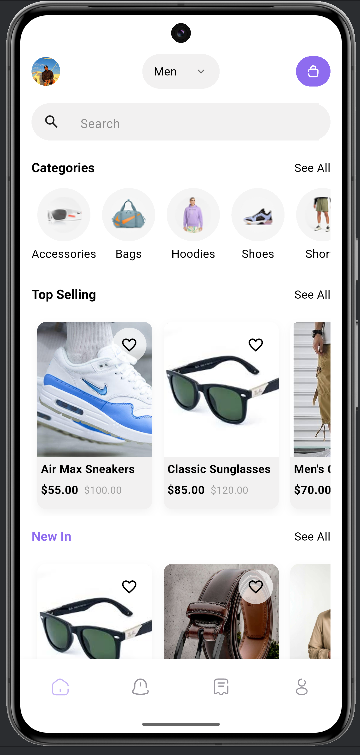 Men
Search
Categories See All
Accessories Bags Hoodies Shoes Shor
Top Selling See All
Air Max Sneakers Classic Sunglasses Men's C
$55.00 $100.00 $85.00 $120.00 $70.00
New In See All